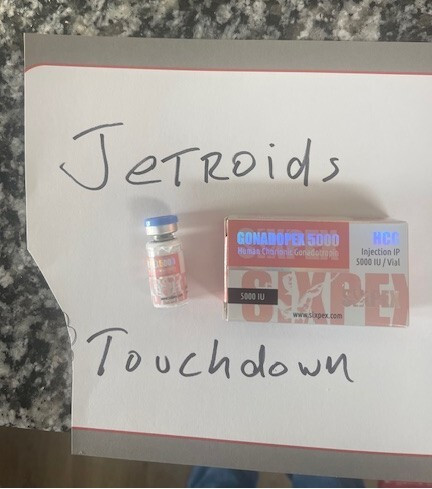 JETROIDS
GONADOPEX 5000
Human Chorionic Gonadotropin
HCG
Injection IP
5000 IU / Vial
5000 IU
SIXPEX
www.sixpex.com
Touchdown